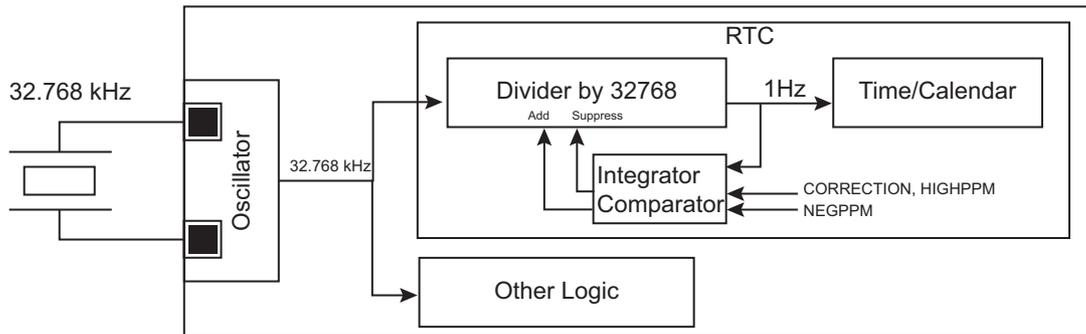 RTC
32.768 kHz
Oscillator
32.768 kHz
Divider by 32768
Add
Suppress
1Hz
Time/Calendar
Integrator
Comparator
CORRECTION, HIGHPPM
NEGPPM
Other Logic